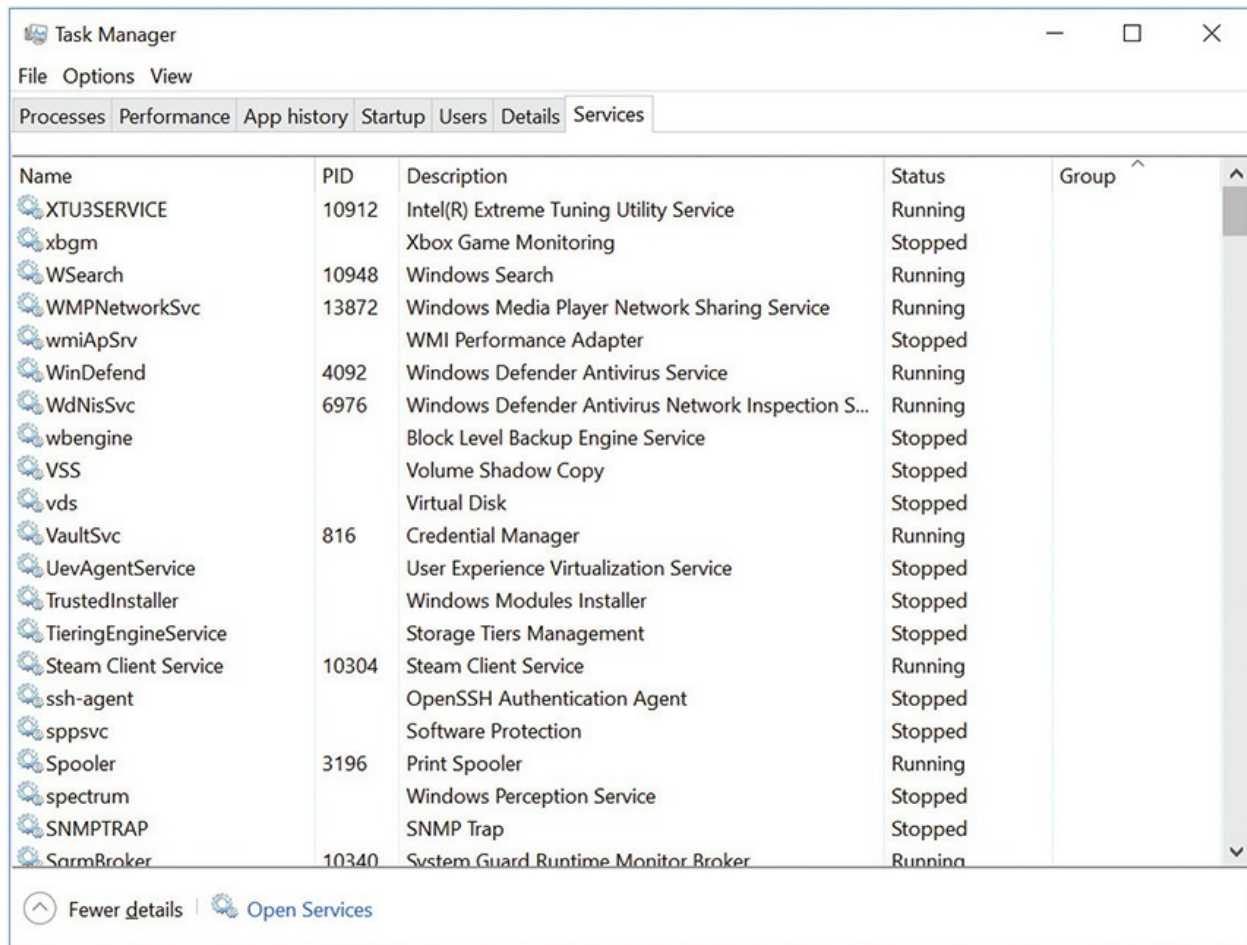 Task Manager
File Options View
Processes Performance App history Startup Users Details Services
Name PID Description Status Group
XTU3SERVICE 10912 Intel(R) Extreme Tuning Utility Service Running
xbgm Xbox Game Monitoring Stopped
WSearch 10948 Windows Search Running
WMPNetworkSvc 13872 Windows Media Player Network Sharing Service Running
wmiApSrv WMI Performance Adapter Stopped
WinDefend 4092 Windows Defender Antivirus Service Running
WdNisSvc 6976 Windows Defender Antivirus Network Inspection S... Running
wbengine Block Level Backup Engine Service Stopped
VSS Volume Shadow Copy Stopped
vds Virtual Disk Stopped
VaultSvc 816 Credential Manager Running
UevAgentService User Experience Virtualization Service Stopped
TrustedInstaller Windows Modules Installer Stopped
TieringEngineService Storage Tiers Management Stopped
Steam Client Service 10304 Steam Client Service Running
ssh-agent OpenSSH Authentication Agent Stopped
sppsvc Software Protection Stopped
Spooler 3196 Print Spooler Running
spectrum Windows Perception Service Stopped
SNMPTRAP SNMP Trap Stopped
SgrmBroker 10340 System Guard Runtime Monitor Broker Running
Fewer details Open Services